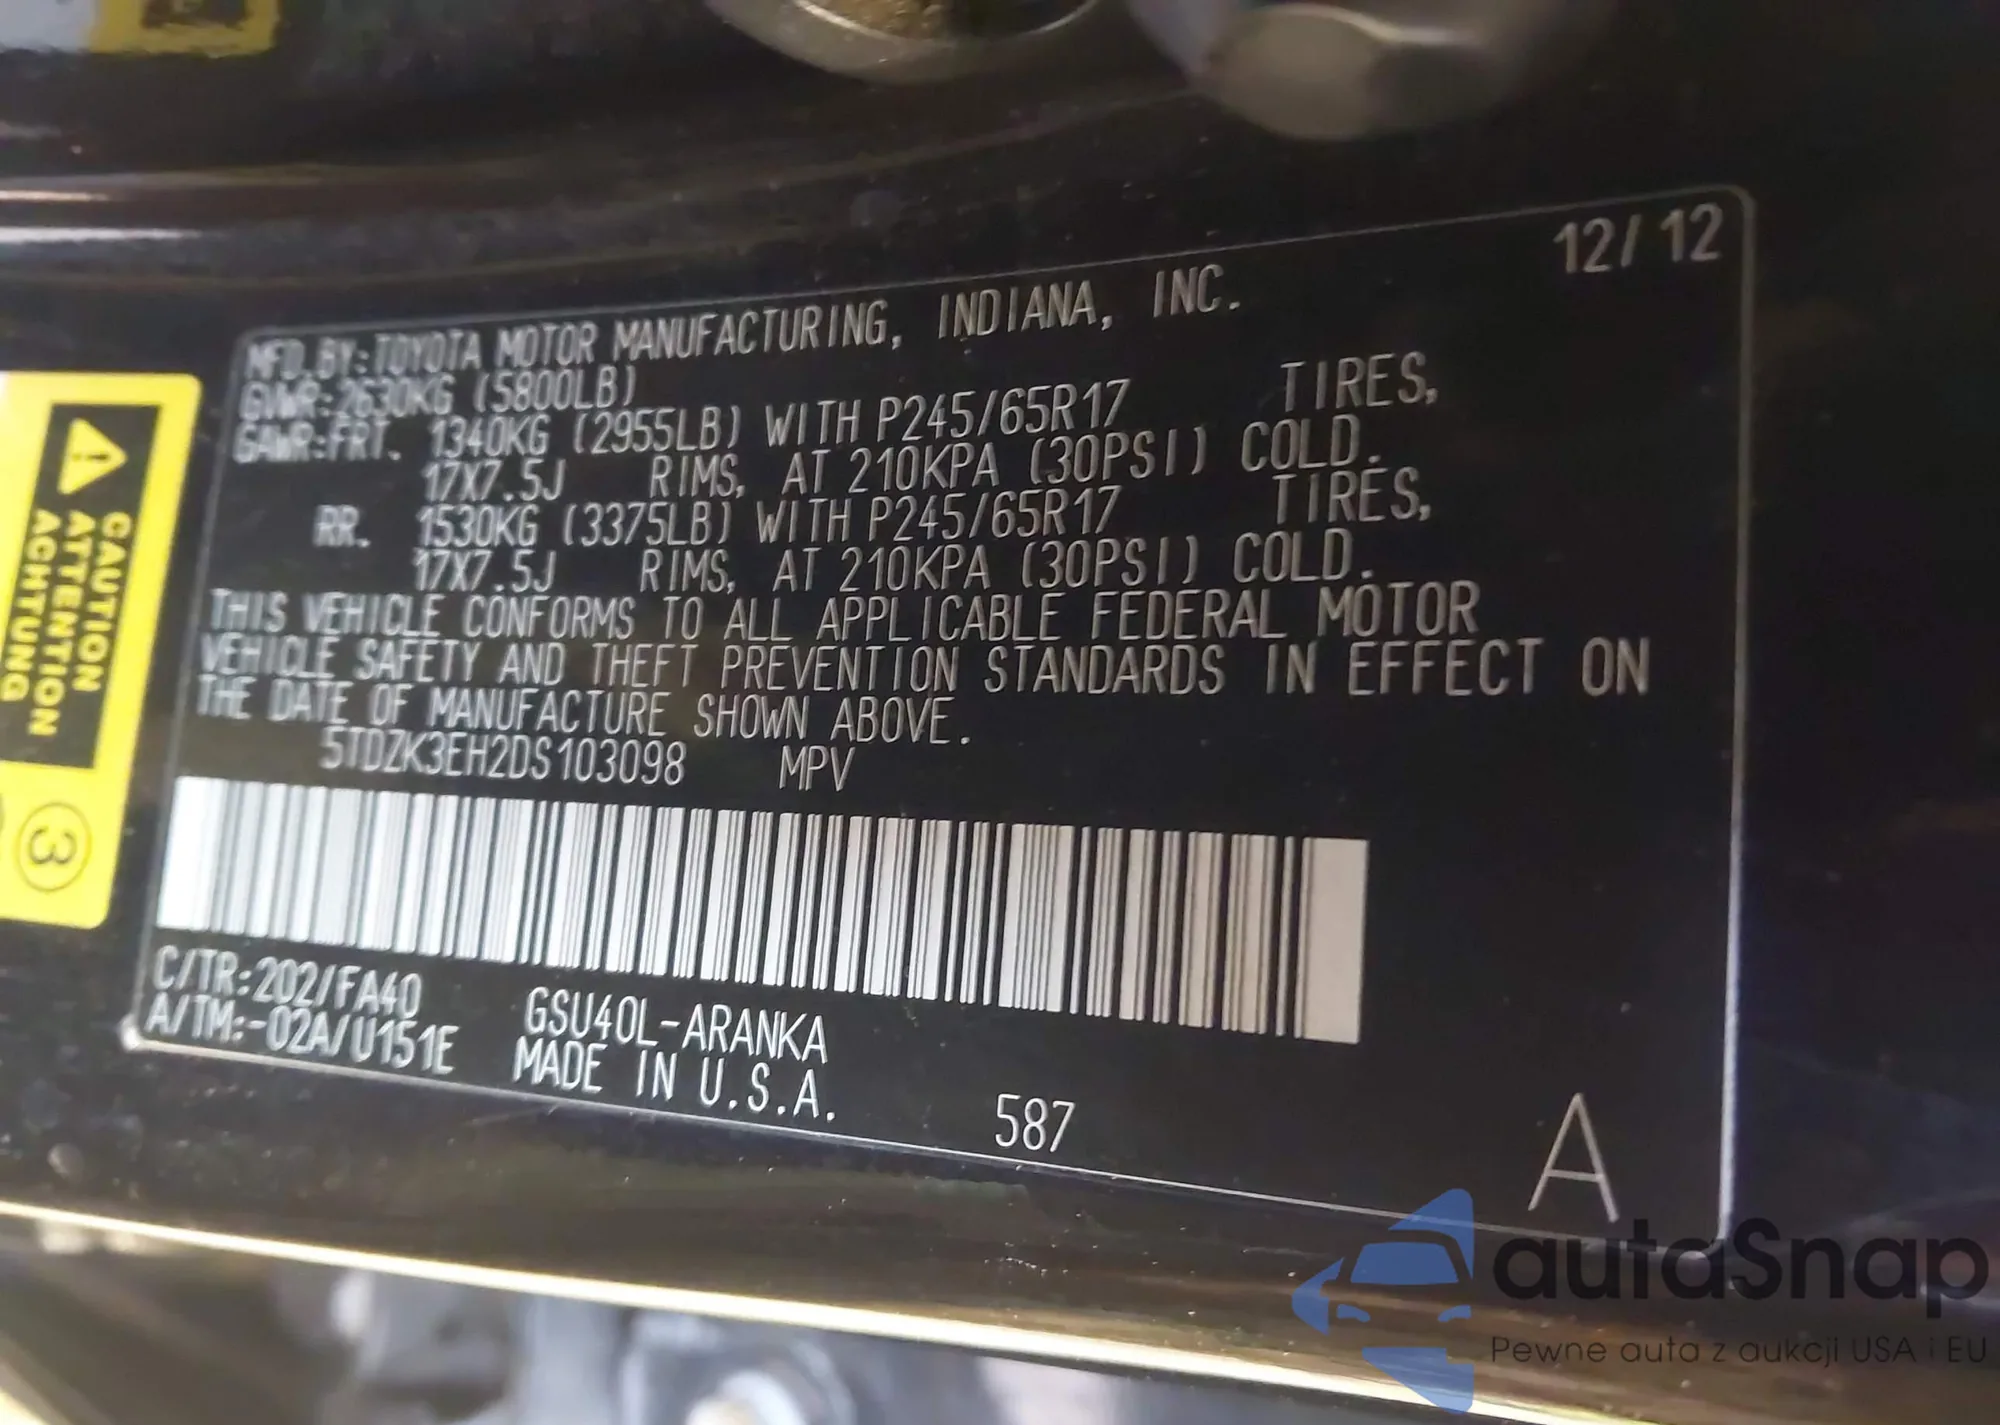 12/12
MFD.BY:TOYOTA MOTOR MANUFACTURING, INDIANA, INC.
GVWR:2630KG (5800LB)
GAWR:FRT. 1340KG (2955LB) WITH P245/65R17 TIRES,
17X7.5J RIMS, AT 210KPA (30PSI) COLD.
RR. 1530KG (3375LB) WITH P245/65R17 TIRES,
17X7.5J RIMS, AT 210KPA (30PSI) COLD.
THIS VEHICLE CONFORMS TO ALL APPLICABLE FEDERAL MOTOR
VEHICLE SAFETY AND THEFT PREVENTION STANDARDS IN EFFECT ON
THE DATE OF MANUFACTURE SHOWN ABOVE.
5TDZK3EH2DS103098 MPV
C/TR:202/FA40 GSU40L-ARANKA
A/TM:-02A/U151E MADE IN U.S.A.
587
A
CAUTION
ATTENTION
ACHTUNG
3
autaSnap
Pewne auta z aukcji USA i EU